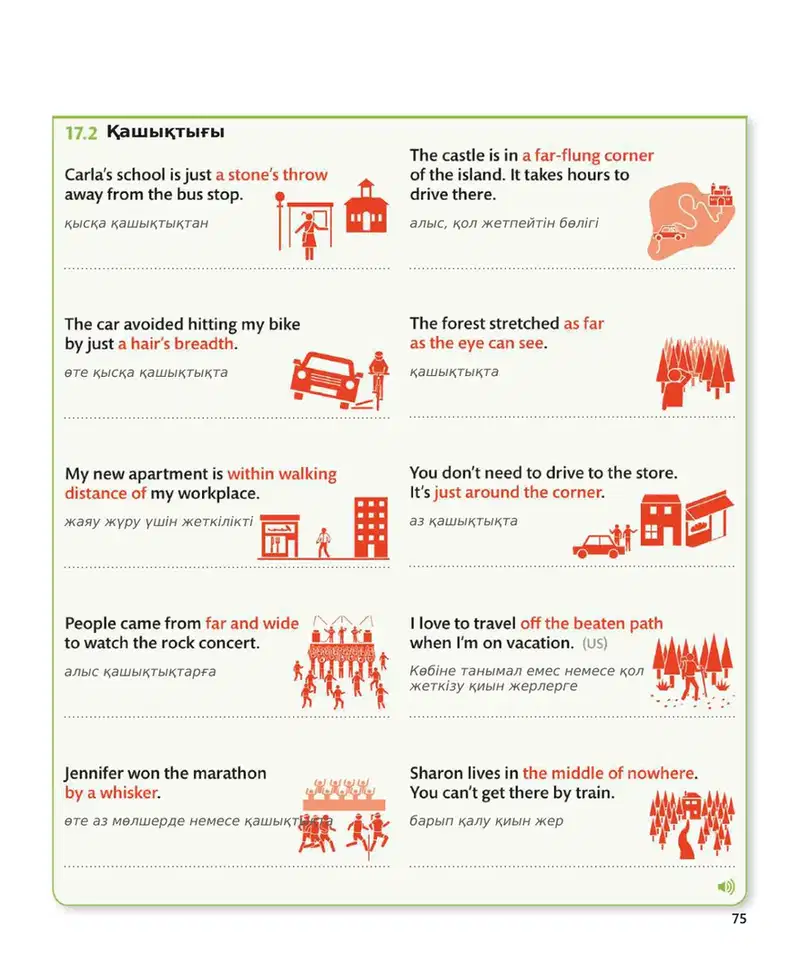 17.2 Қашықтығы
Carla's school is just a stone's throw
away from the bus stop.
қысқа қашықтықтан
The castle is in a far-flung corner
of the island. It takes hours to
drive there.
алыс, қол жетпейтін бөлігі
The car avoided hitting my bike
by just a hair's breadth.
өте қысқа қашықтықта
The forest stretched as far
as the eye can see.
қашықтықта
My new apartment is within walking
distance of my workplace.
жаяу жүру үшін жеткілікті
You don't need to drive to the store.
It's just around the corner.
аз қашықтықта
People came from far and wide
to watch the rock concert.
алыс қашықтықтарға
I love to travel off the beaten path
when I'm on vacation. (US)
Көбіне танымал емес немесе қол
жеткізу қиын жерлерге
Jennifer won the marathon
by a whisker.
өте аз мөлшерде немесе қашықтықта
Sharon lives in the middle of nowhere.
You can't get there by train.
барып қалу қиын жер
75